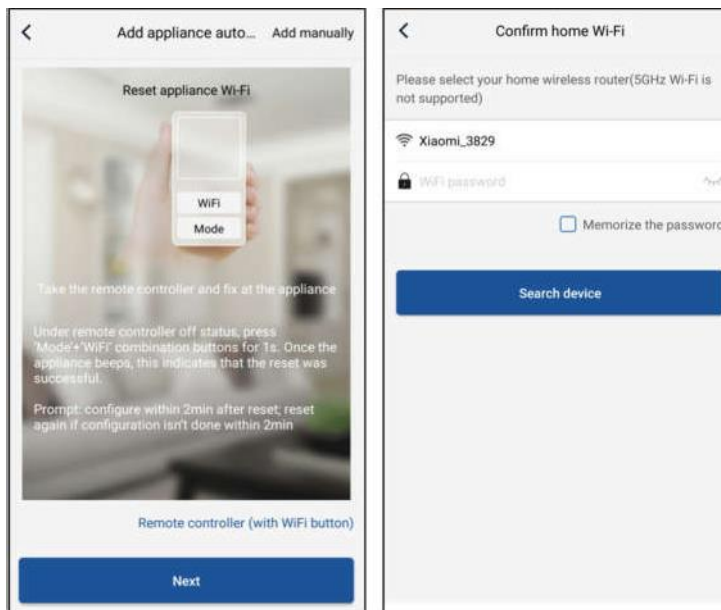 Add appliance auto... Add manually
Reset appliance Wi-Fi
WiFi
Mode
Take the remote controller and fix at the appliance
Under remote controller off status, press
'Mode'+'WiFi' combination buttons for 1s. Once the
appliance beeps, this indicates that the reset was
successful.
Prompt: configure within 2min after reset; reset
again if configuration isn't done within 2min
Remote controller (with WiFi button)
Next
Confirm home Wi-Fi
Please select your home wireless router(5GHz Wi-Fi is
not supported)
Xiaomi_3829
WiFi password
Memorize the password
Search device